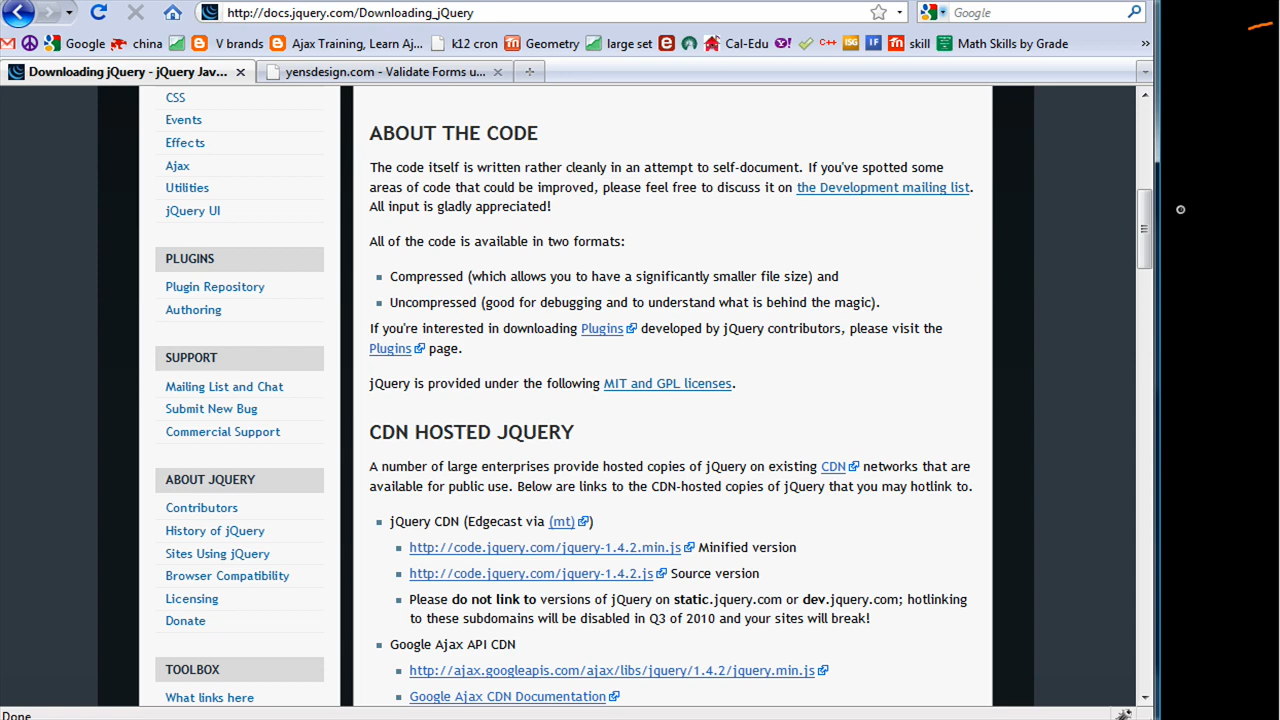 http://docs.jquery.com/Downloading_jQuery
Google
Google
china
V brands
Ajax Training, Learn Aj...
k12 cron
Geometry
large set
Cal-Edu
C++
skill
Math Skills by Grade
»
Downloading jQuery - jQuery Jav...
yensdesign.com - Validate Forms u...
CSS
Events
Effects
Ajax
Utilities
jQuery UI
PLUGINS
Plugin Repository
Authoring
SUPPORT
Mailing List and Chat
Submit New Bug
Commercial Support
ABOUT JQUERY
Contributors
History of jQuery
Sites Using jQuery
Browser Compatibility
Licensing
Donate
TOOLBOX
What links here
ABOUT THE CODE
The code itself is written rather cleanly in an attempt to self-document. If you've spotted some
areas of code that could be improved, please feel free to discuss it on the Development mailing list.
All input is gladly appreciated!
All of the code is available in two formats:
Compressed (which allows you to have a significantly smaller file size) and
Uncompressed (good for debugging and to understand what is behind the magic).
If you're interested in downloading Plugins developed by jQuery contributors, please visit the
Plugins page.
jQuery is provided under the following MIT and GPL licenses.
CDN HOSTED JQUERY
A number of large enterprises provide hosted copies of jQuery on existing CDN networks that are
available for public use. Below are links to the CDN-hosted copies of jQuery that you may hotlink to.
jQuery CDN (Edgecast via (mt))
http://code.jquery.com/jquery-1.4.2.min.js Minified version
http://code.jquery.com/jquery-1.4.2.js Source version
Please do not link to versions of jQuery on static.jquery.com or dev.jquery.com; hotlinking
to these subdomains will be disabled in Q3 of 2010 and your sites will break!
Google Ajax API CDN
http://ajax.googleapis.com/ajax/libs/jquery/1.4.2/jquery.min.js
Google Ajax CDN Documentation
Done